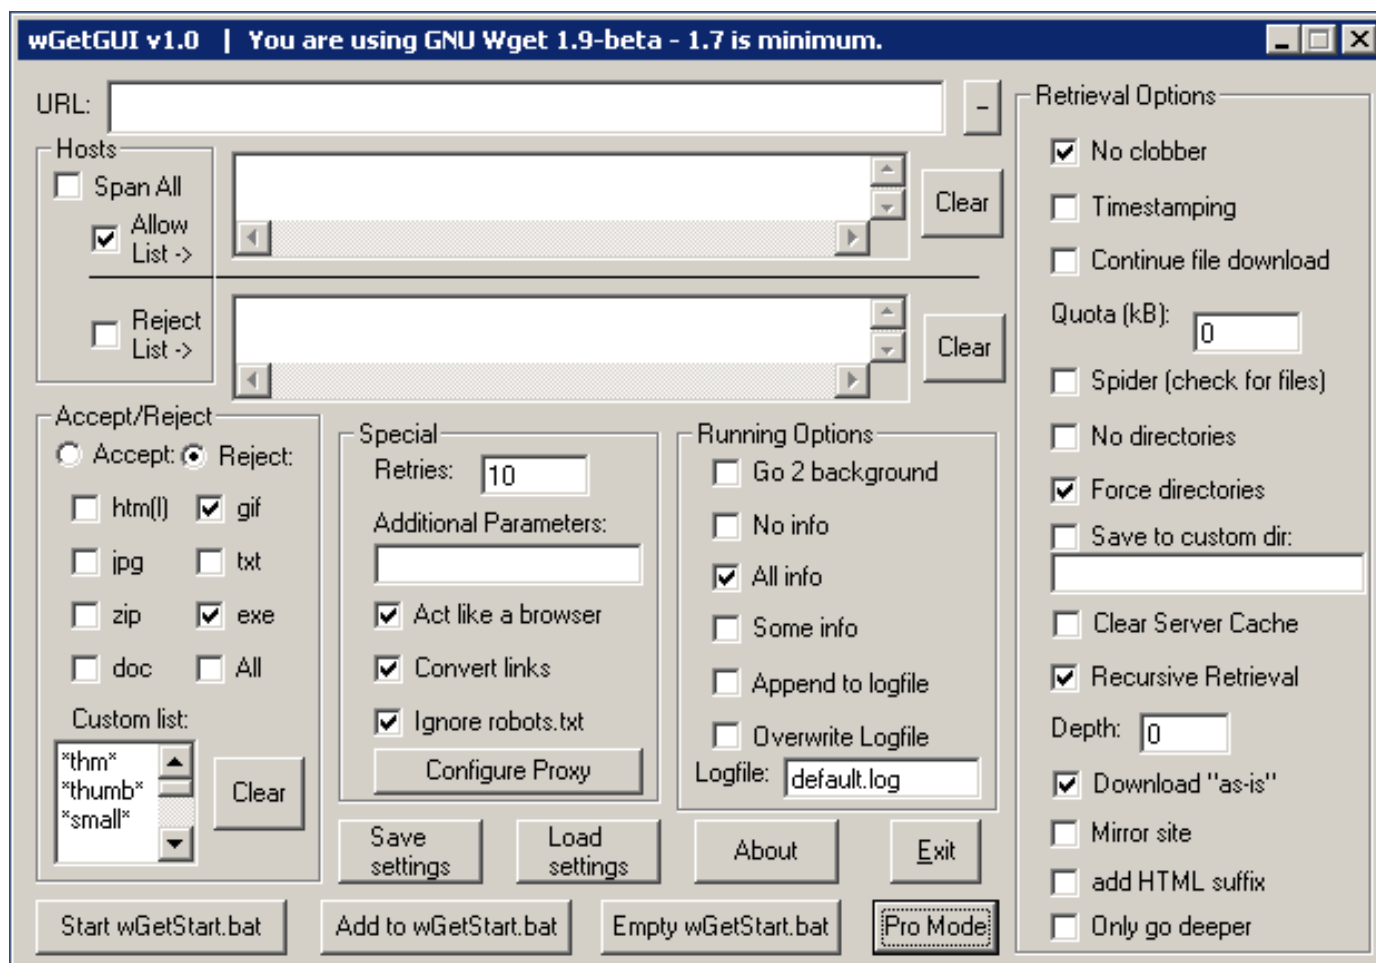 wGetGUI v1.0 | You are using GNU Wget 1.9-beta - 1.7 is minimum.
URL:
-
Hosts
Span All
Allow
List ->
Clear
Reject
List ->
Clear
Accept/Reject
Accept: Reject:
htm(l) gif
jpg txt
zip exe
doc All
Custom list:
*thm*
*thumb*
*small*
Clear
Special
Retries: 10
Additional Parameters:
Act like a browser
Convert links
Ignore robots.txt
Configure Proxy
Running Options
Go 2 background
No info
All info
Some info
Append to logfile
Overwrite Logfile
Logfile: default.log
Retrieval Options
No clobber
Timestamping
Continue file download
Quota (kB): 0
Spider (check for files)
No directories
Force directories
Save to custom dir:
Clear Server Cache
Recursive Retrieval
Depth: 0
Download "as-is"
Mirror site
add HTML suffix
Only go deeper
Save
settings
Load
settings
About
Exit
Start wGetStart.bat
Add to wGetStart.bat
Empty wGetStart.bat
Pro Mode